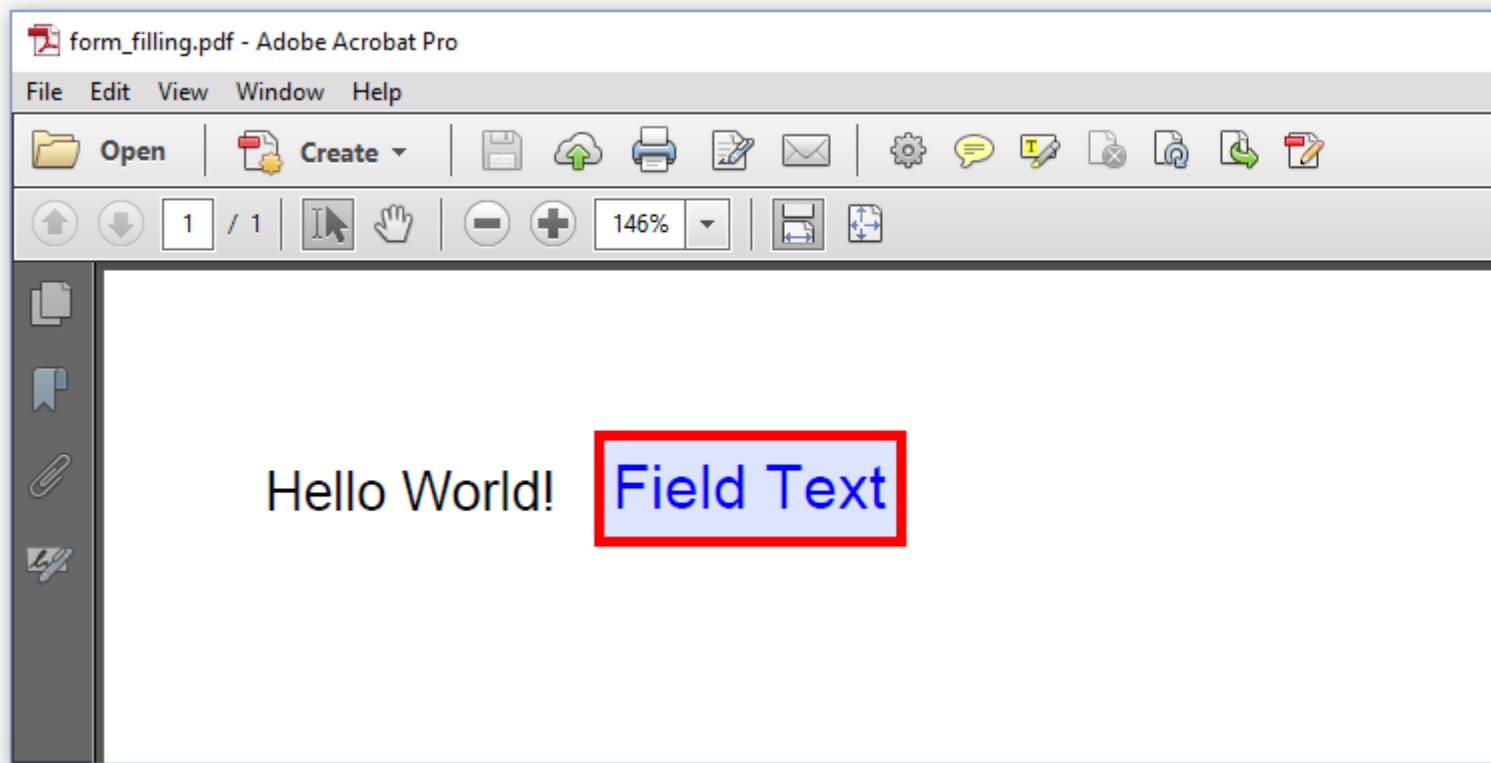 form_filling.pdf - Adobe Acrobat Pro
File Edit View Window Help
Open Create T
1 / 1 146%
Hello World! Field Text